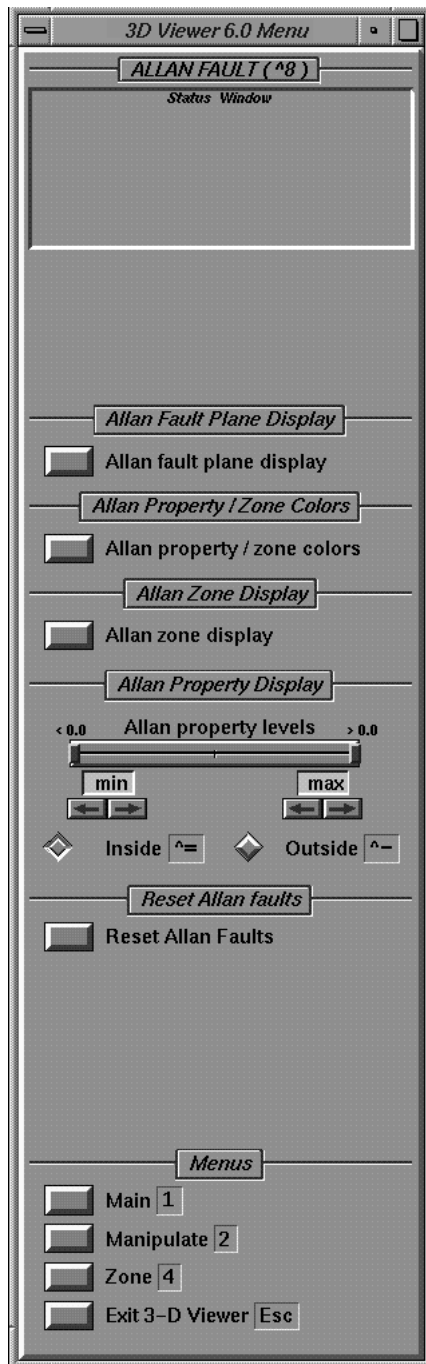 3D Viewer 6.0 Menu
ALLAN FAULT ( ^8 )
Status Window
Allan Fault Plane Display
Allan fault plane display
Allan Property / Zone Colors
Allan property / zone colors
Allan Zone Display
Allan zone display
Allan Property Display
< 0.0 Allan property levels > 0.0
min max
Inside ^= Outside ^−
Reset Allan faults
Reset Allan Faults
Menus
Main 1
Manipulate 2
Zone 4
Exit 3−D Viewer Esc